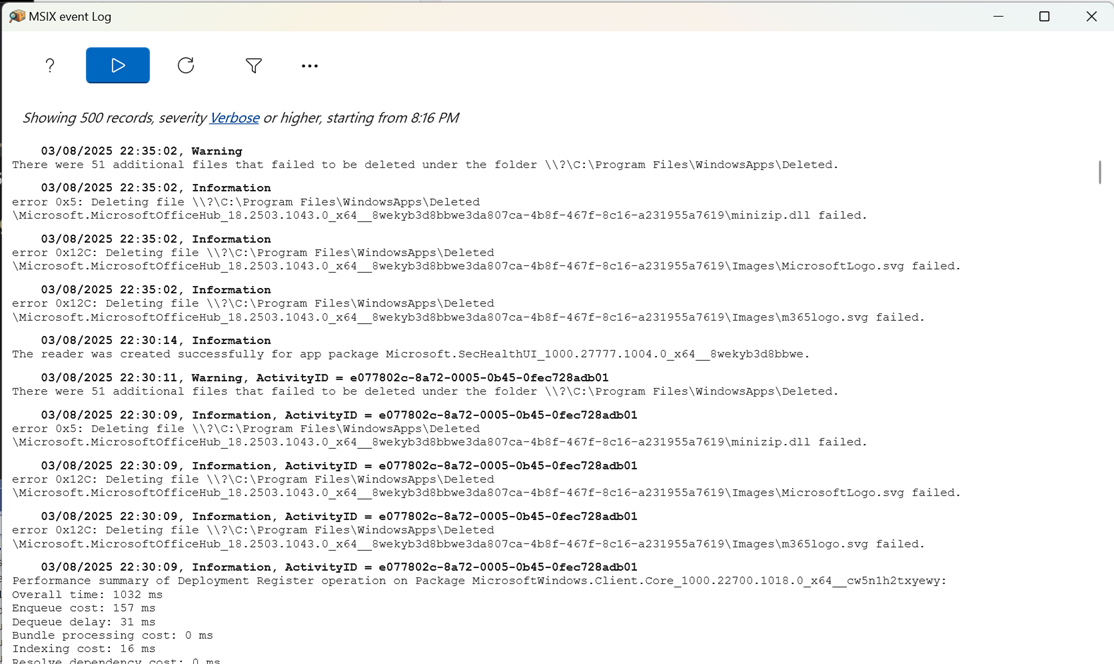 MSIX event Log
?
Showing 500 records, severity Verbose or higher, starting from 8:16 PM
03/08/2025 22:35:02, Warning
There were 51 additional files that failed to be deleted under the folder \\?\C:\Program Files\WindowsApps\Deleted.
03/08/2025 22:35:02, Information
error 0x5: Deleting file \\?\C:\Program Files\WindowsApps\Deleted
\Microsoft.MicrosoftOfficeHub_18.2503.1043.0_x64__8wekyb3d8bbwe3da807ca-4b8f-467f-8c16-a231955a7619\minizip.dll failed.
03/08/2025 22:35:02, Information
error 0x12C: Deleting file \\?\C:\Program Files\WindowsApps\Deleted
\Microsoft.MicrosoftOfficeHub_18.2503.1043.0_x64__8wekyb3d8bbwe3da807ca-4b8f-467f-8c16-a231955a7619\Images\MicrosoftLogo.svg failed.
03/08/2025 22:35:02, Information
error 0x12C: Deleting file \\?\C:\Program Files\WindowsApps\Deleted
\Microsoft.MicrosoftOfficeHub_18.2503.1043.0_x64__8wekyb3d8bbwe3da807ca-4b8f-467f-8c16-a231955a7619\Images\m365logo.svg failed.
03/08/2025 22:30:14, Information
The reader was created successfully for app package Microsoft.SecHealthUI_1000.27777.1004.0_x64__8wekyb3d8bbwe.
03/08/2025 22:30:11, Warning, ActivityID = e077802c-8a72-0005-0b45-0fec728adb01
There were 51 additional files that failed to be deleted under the folder \\?\C:\Program Files\WindowsApps\Deleted.
03/08/2025 22:30:09, Information, ActivityID = e077802c-8a72-0005-0b45-0fec728adb01
error 0x5: Deleting file \\?\C:\Program Files\WindowsApps\Deleted
\Microsoft.MicrosoftOfficeHub_18.2503.1043.0_x64__8wekyb3d8bbwe3da807ca-4b8f-467f-8c16-a231955a7619\minizip.dll failed.
03/08/2025 22:30:09, Information, ActivityID = e077802c-8a72-0005-0b45-0fec728adb01
error 0x12C: Deleting file \\?\C:\Program Files\WindowsApps\Deleted
\Microsoft.MicrosoftOfficeHub_18.2503.1043.0_x64__8wekyb3d8bbwe3da807ca-4b8f-467f-8c16-a231955a7619\Images\MicrosoftLogo.svg failed.
03/08/2025 22:30:09, Information, ActivityID = e077802c-8a72-0005-0b45-0fec728adb01
error 0x12C: Deleting file \\?\C:\Program Files\WindowsApps\Deleted
\Microsoft.MicrosoftOfficeHub_18.2503.1043.0_x64__8wekyb3d8bbwe3da807ca-4b8f-467f-8c16-a231955a7619\Images\m365logo.svg failed.
03/08/2025 22:30:09, Information, ActivityID = e077802c-8a72-0005-0b45-0fec728adb01
Performance summary of Deployment Register operation on Package MicrosoftWindows.Client.Core_1000.22700.1018.0_x64__cw5n1h2txyewy:
Overall time: 1032 ms
Enqueue cost: 157 ms
Dequeue delay: 31 ms
Bundle processing cost: 0 ms
Indexing cost: 16 ms
Resolve dependency cost: 0 ms